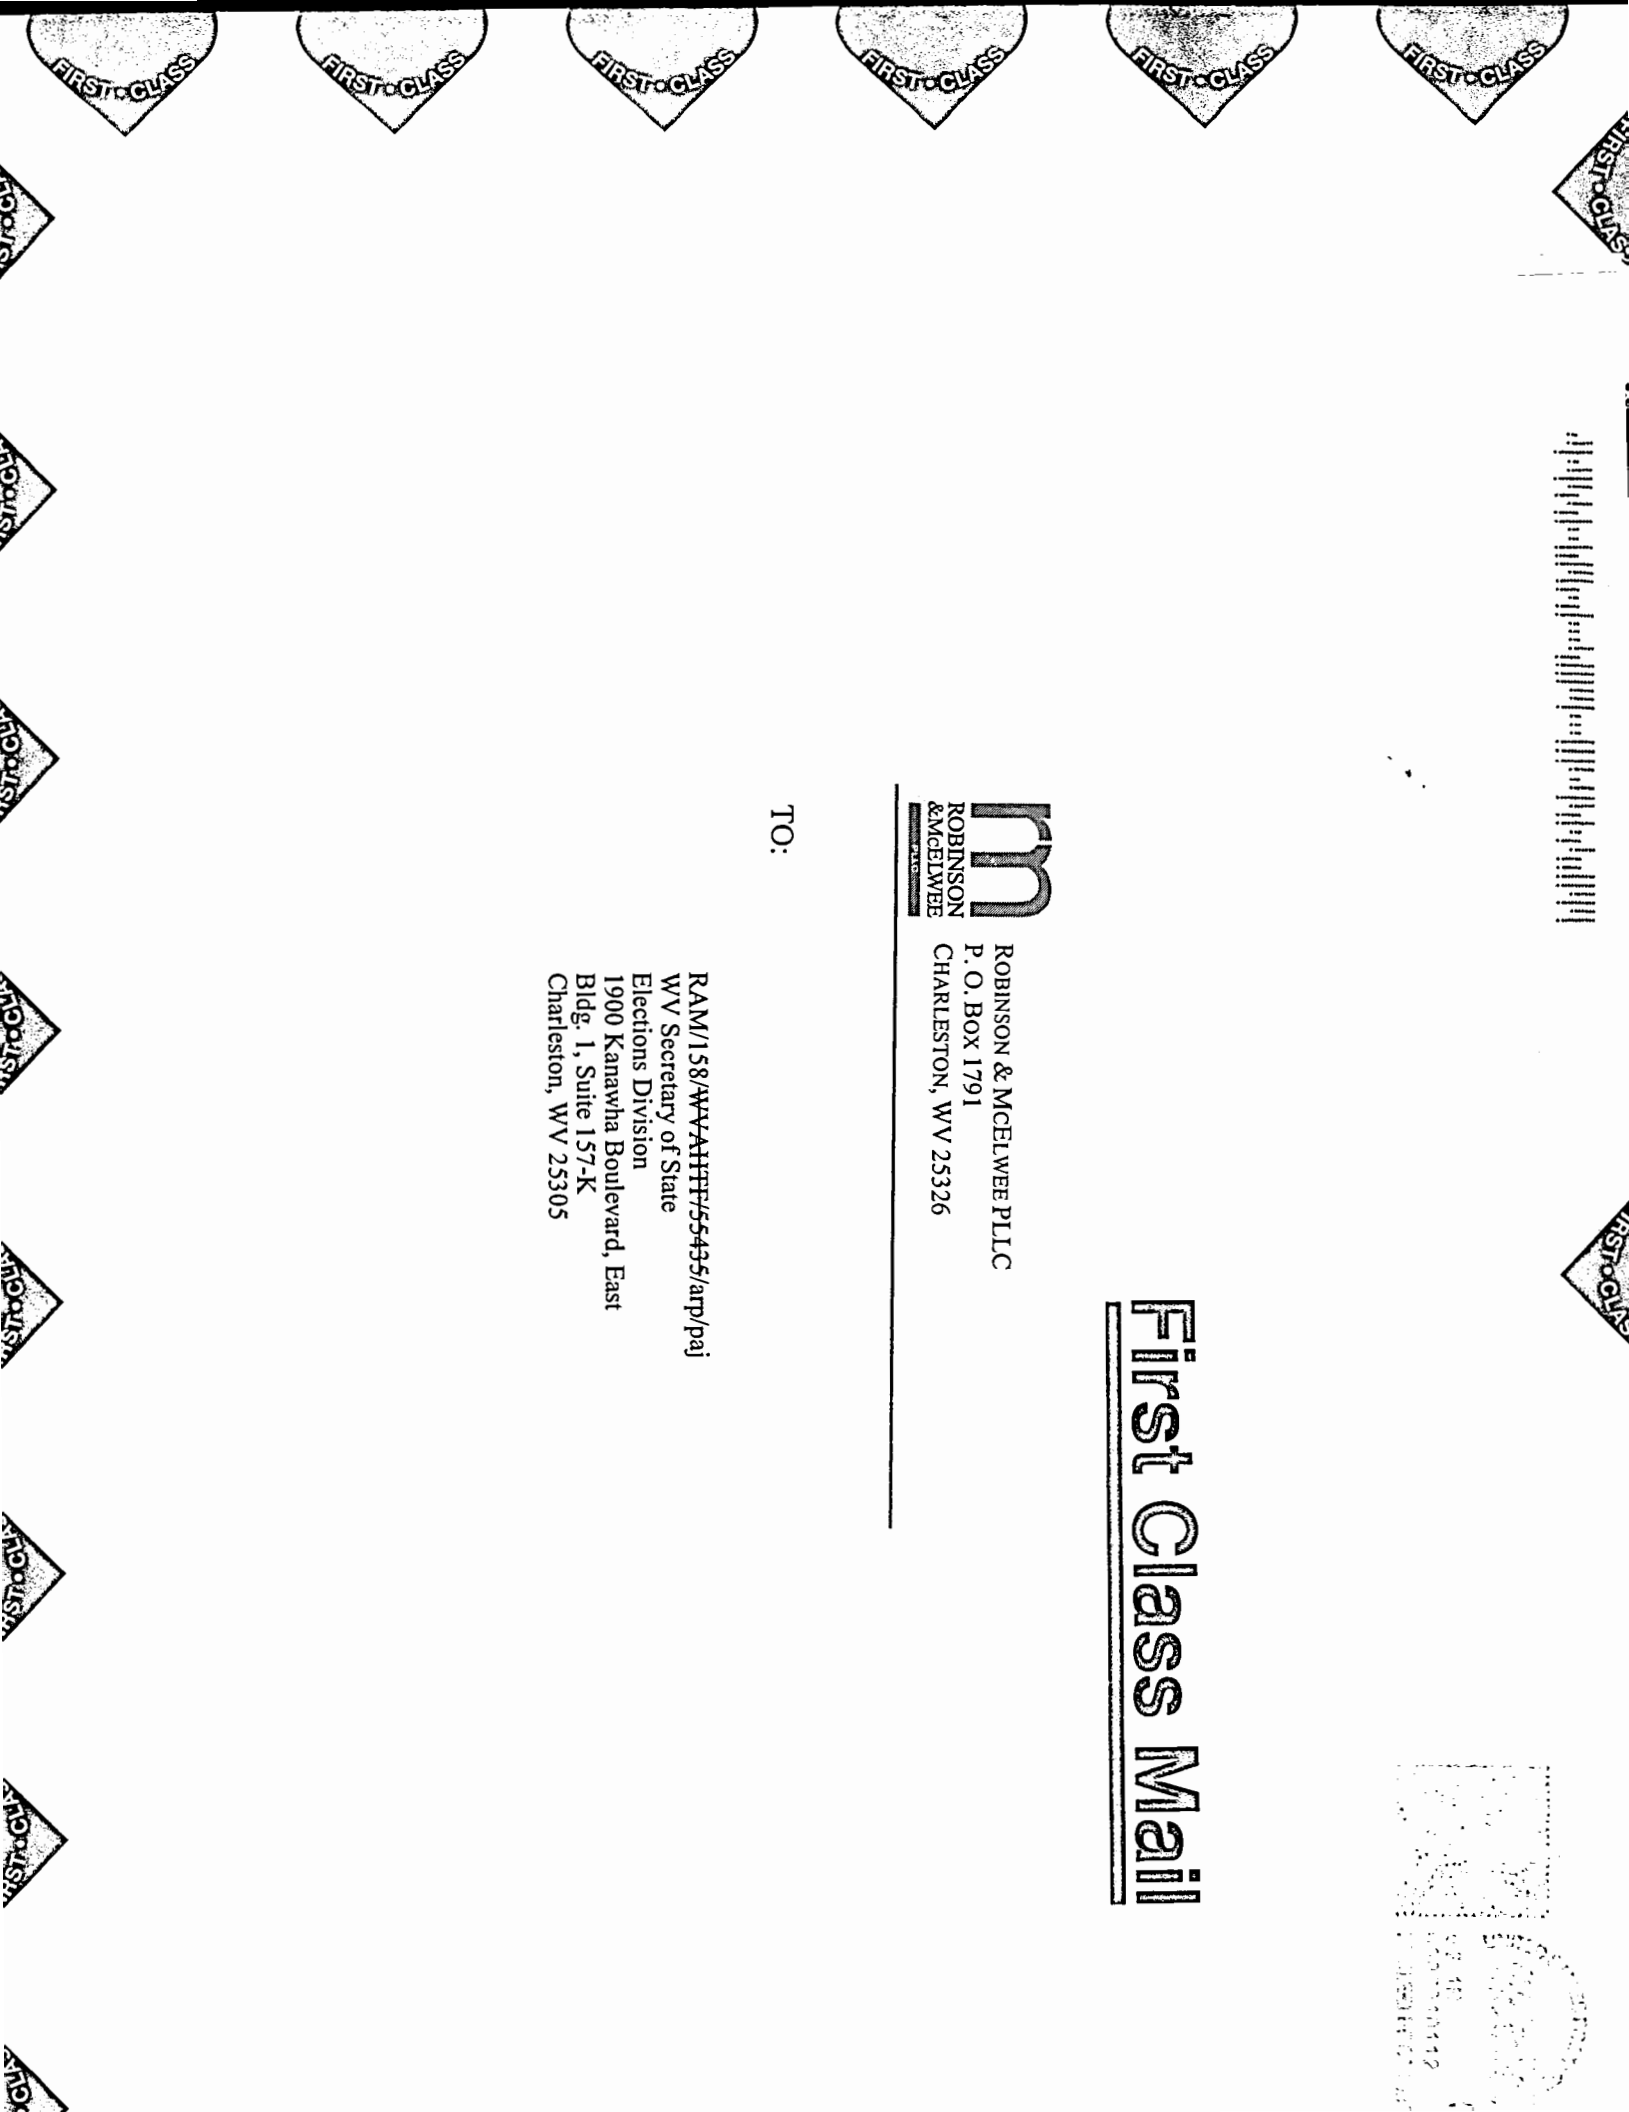 FIRST CLASS
FIRST CLASS
FIRST CLASS
FIRST CLASS
FIRST CLASS
FIRST CLASS
First Class Mail
rm
ROBINSON
&McELWEE
PLLC
ROBINSON & MCELWEE PLLC
P. O. BOX 1791
CHARLESTON, WV 25326
TO:
RAM/158/WVAHTF/55435/arp/paj
WV Secretary of State
Elections Division
1900 Kanawha Boulevard, East
Bldg. 1, Suite 157-K
Charleston, WV 25305